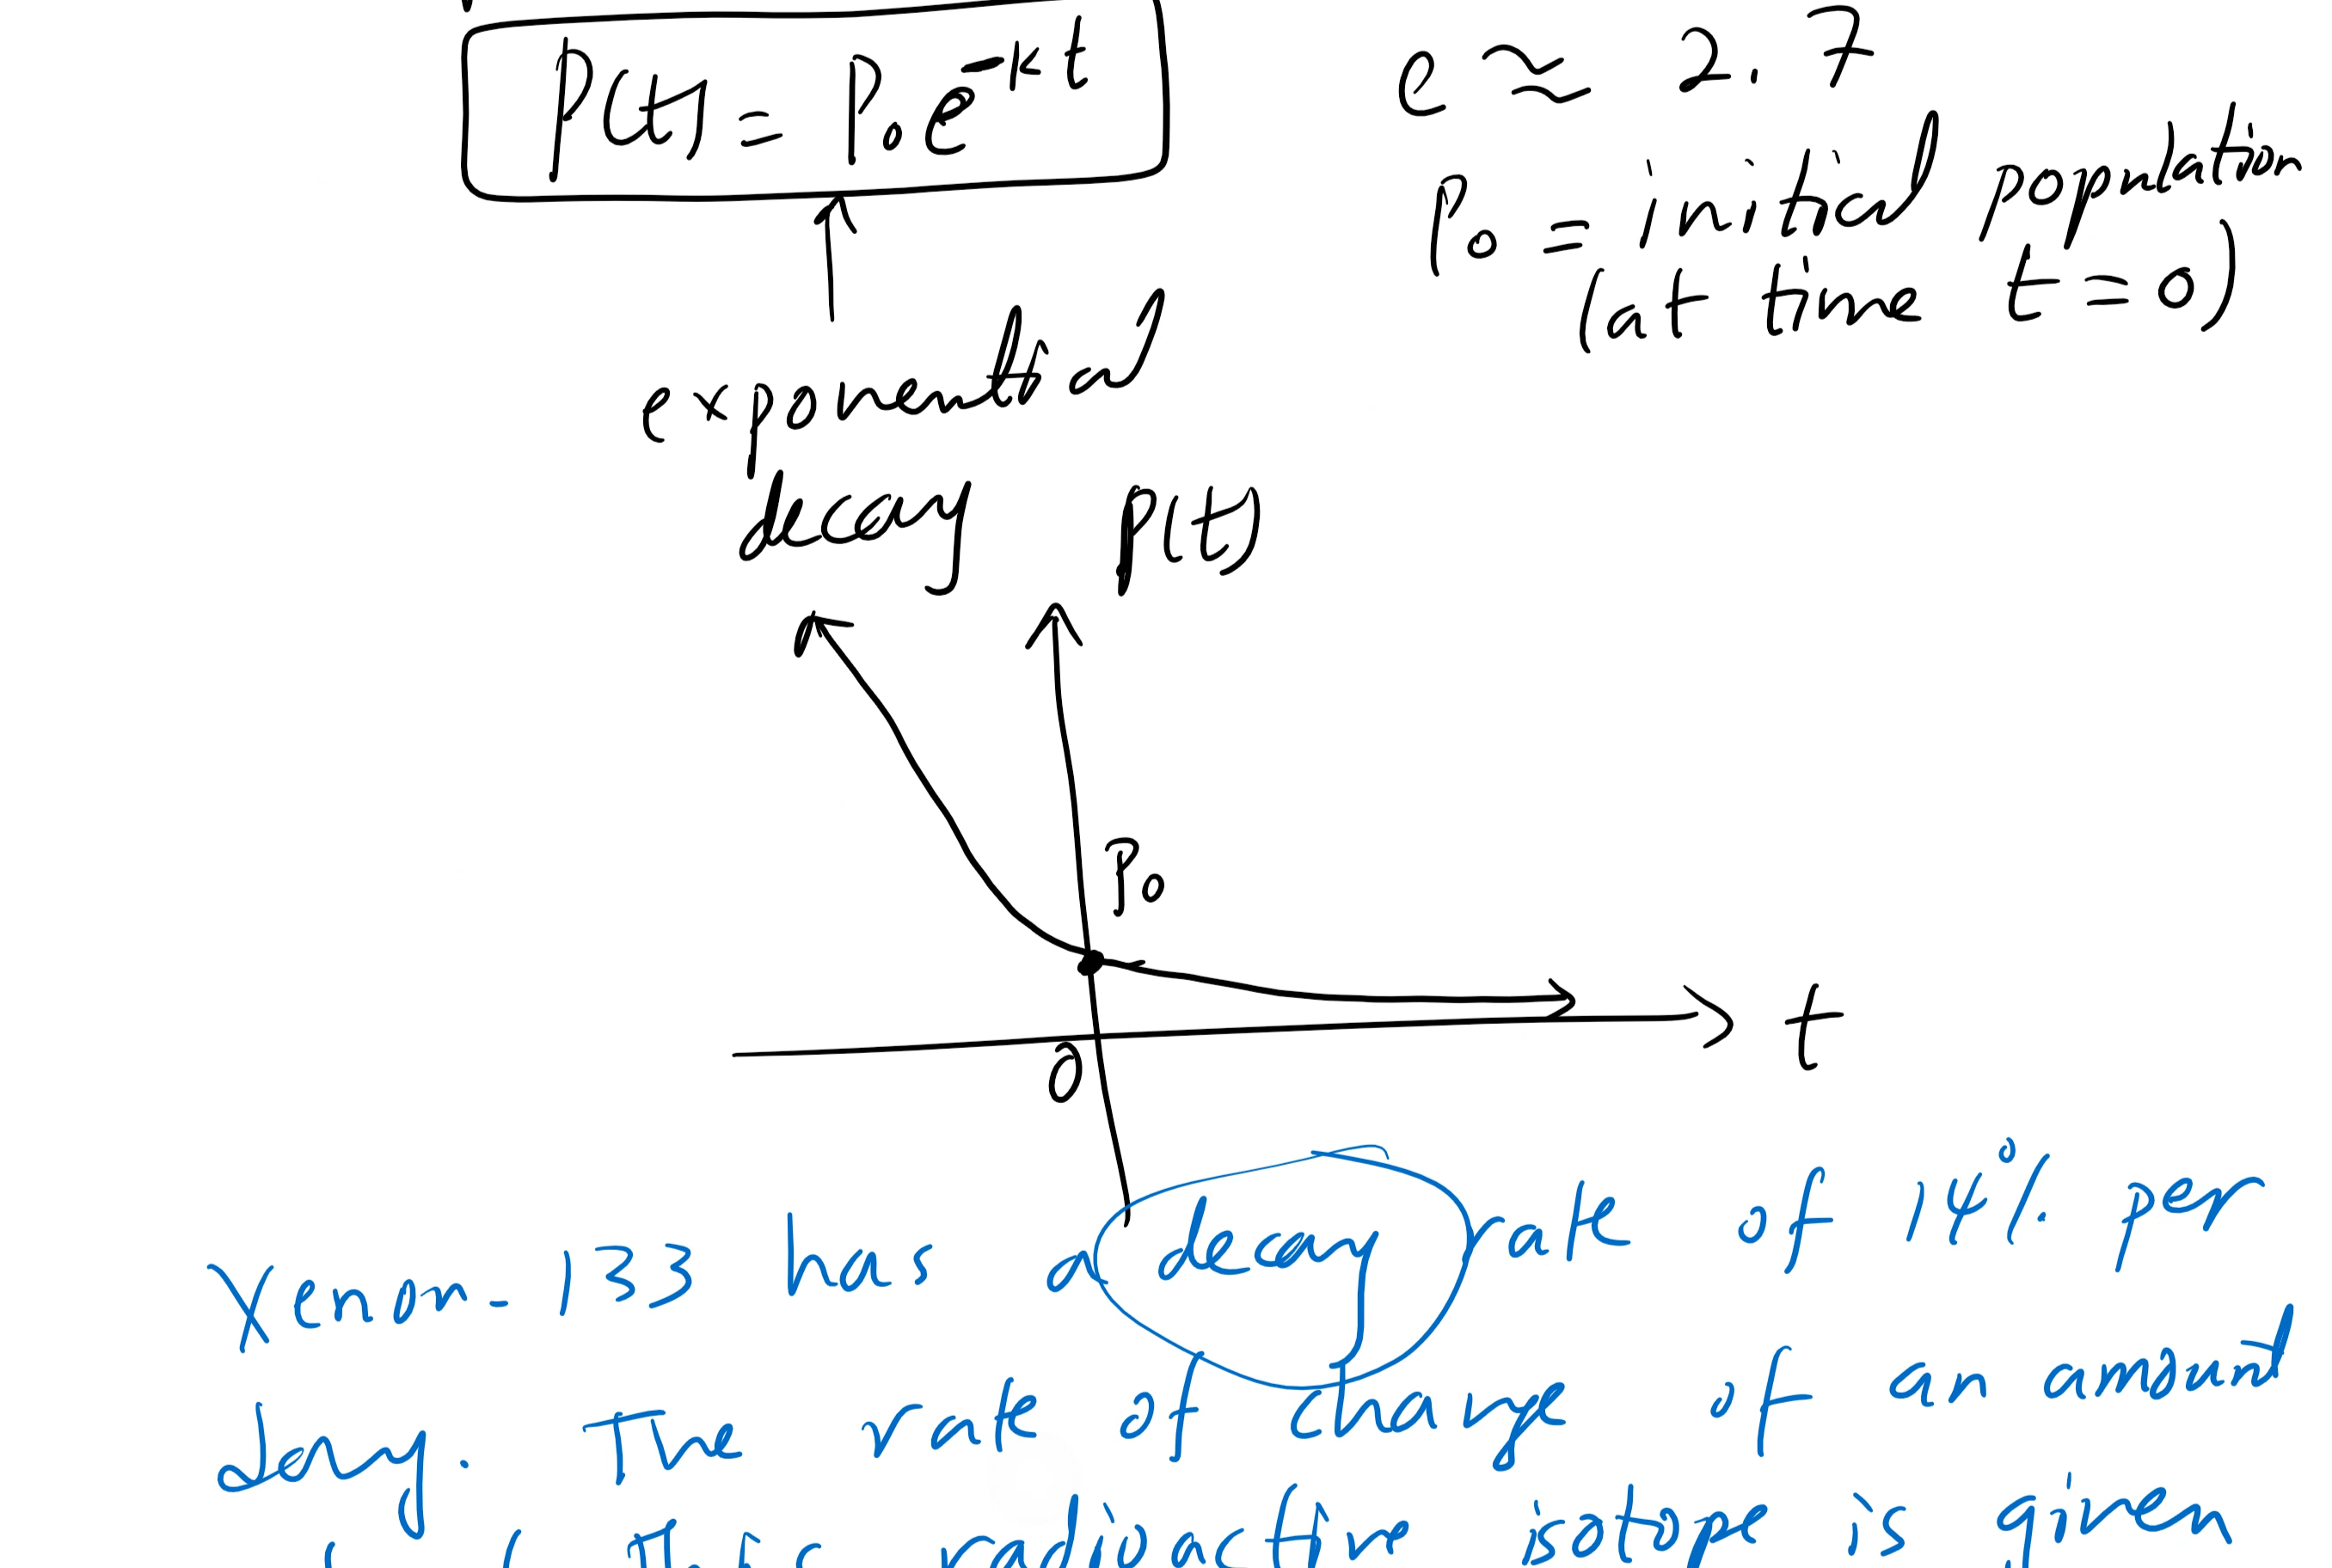 P(t) = P₀e^{-kt}
e ≈ 2.7
P₀ = initial population
(at time t = 0)
exponential
decay
P(t)
P₀
t
0
Xenon-133 has a decay rate of 14% per
day. The rate of change of an amount
this radioactive isotope is given